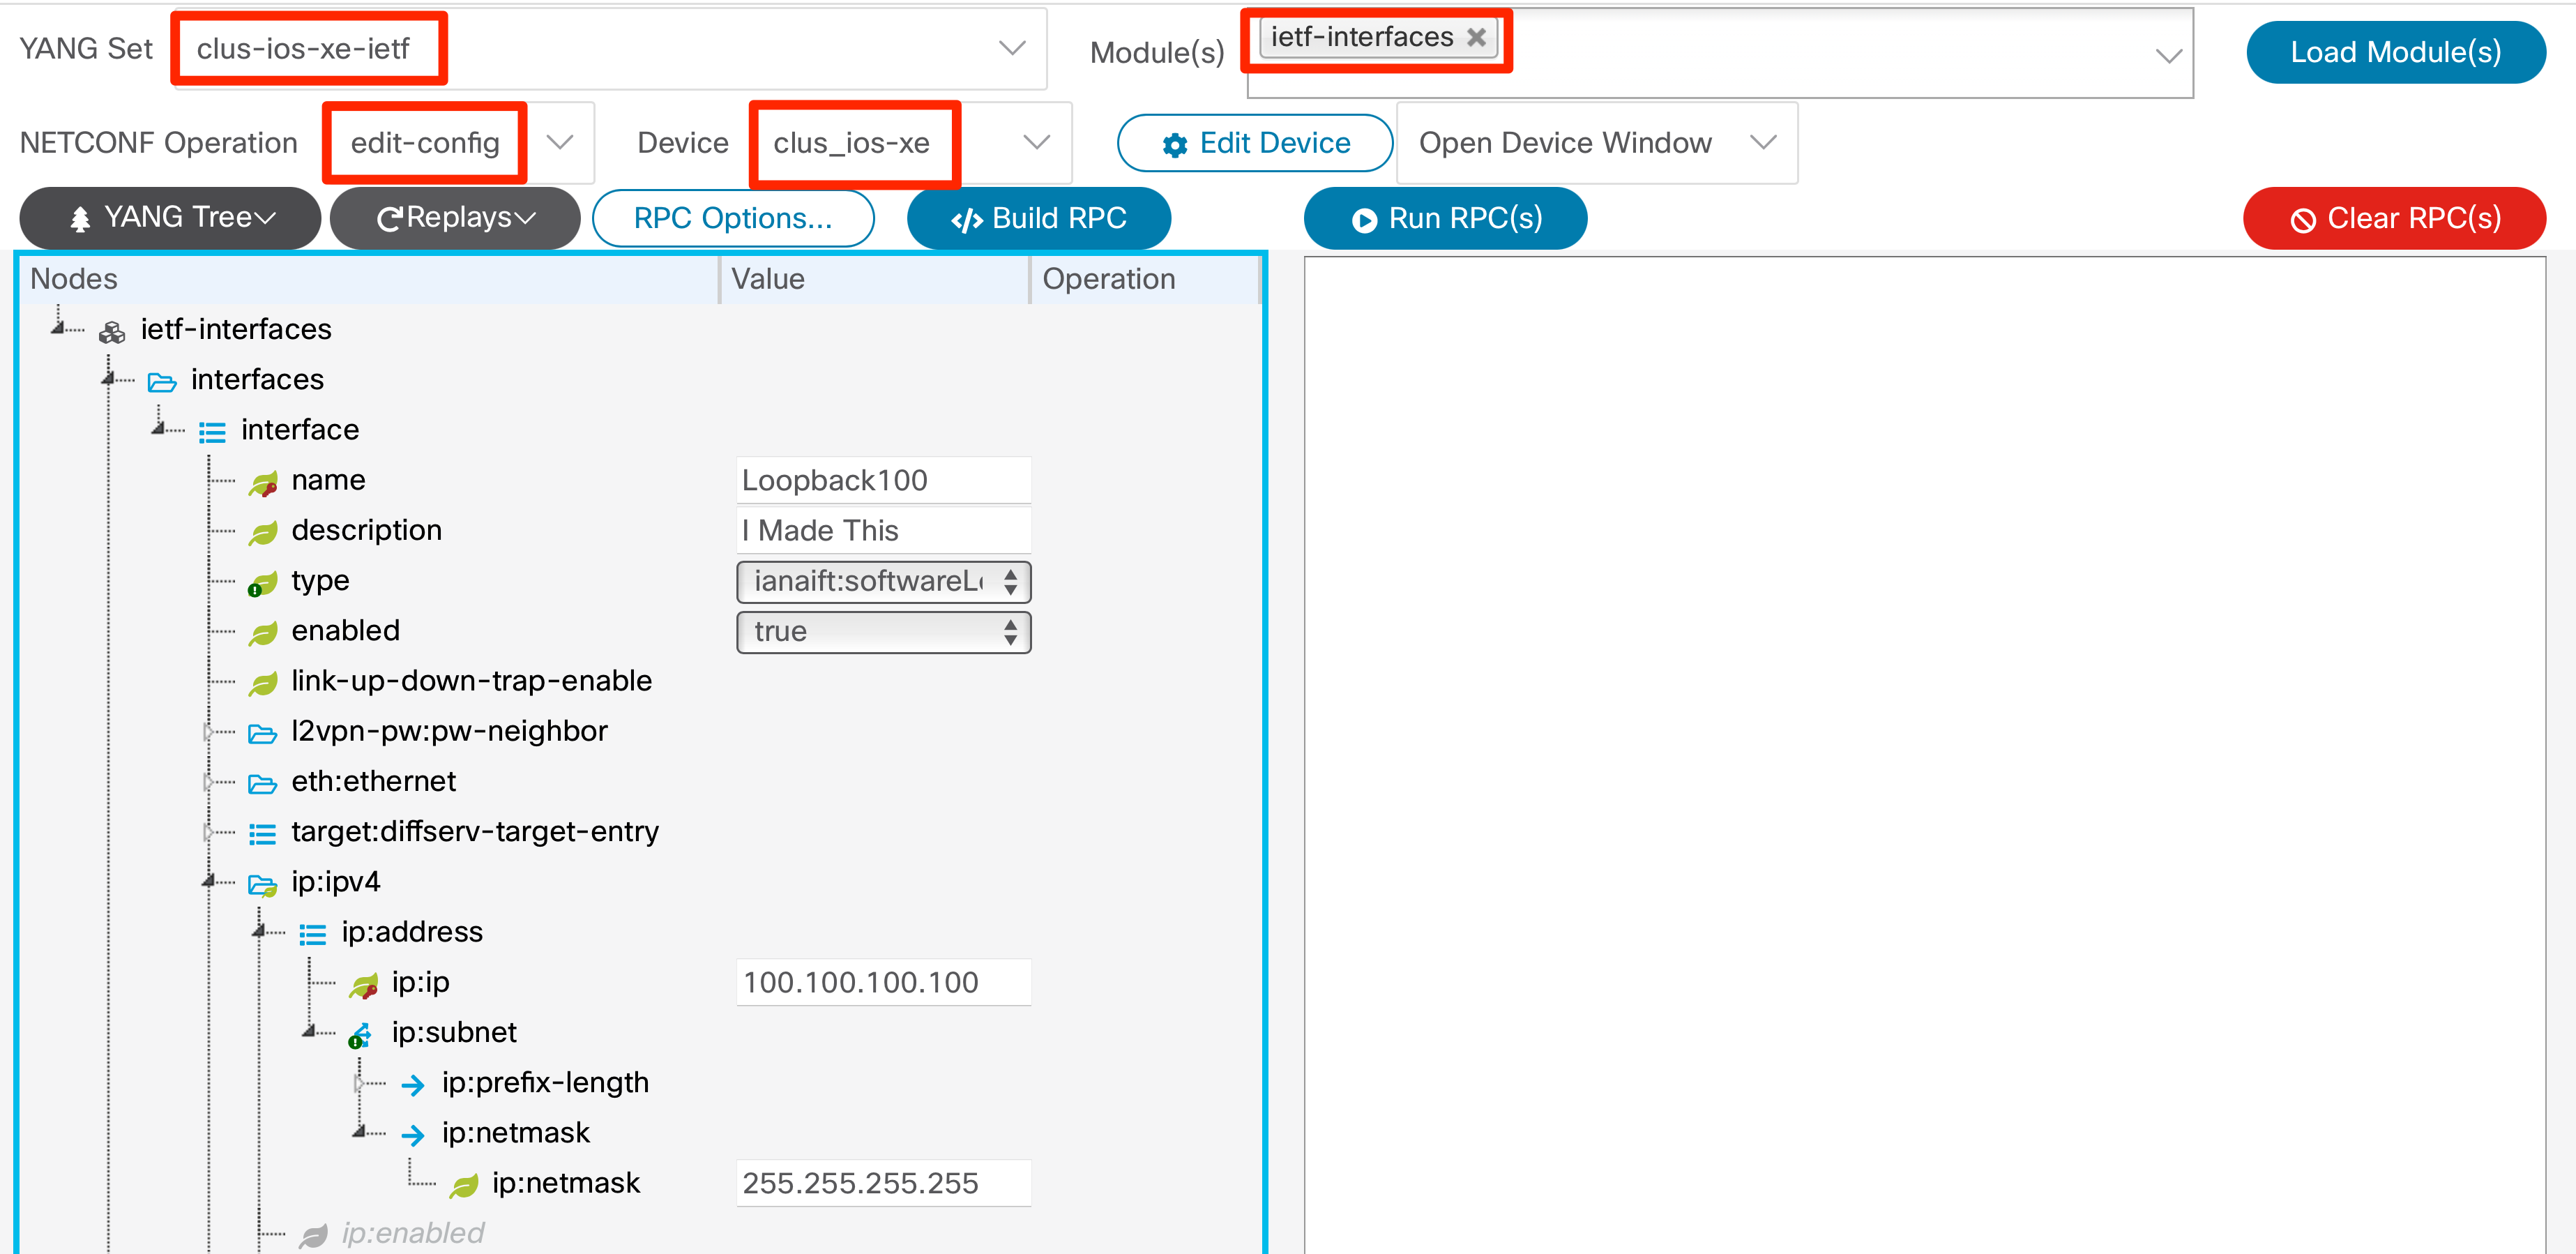 YANG Set clus-ios-xe-ietf Module(s) ietf-interfaces Load Module(s)
NETCONF Operation edit-config Device clus_ios-xe Edit Device Open Device Window
YANG Tree Replays RPC Options... Build RPC Run RPC(s) Clear RPC(s)
Nodes Value Operation
ietf-interfaces
interfaces
interface
name Loopback100
description I Made This
type ianaift:softwareL
enabled true
link-up-down-trap-enable
l2vpn-pw:pw-neighbor
eth:ethernet
target:diffserv-target-entry
ip:ipv4
ip:address
ip:ip 100.100.100.100
ip:subnet
ip:prefix-length
ip:netmask
ip:netmask 255.255.255.255
ip:enabled